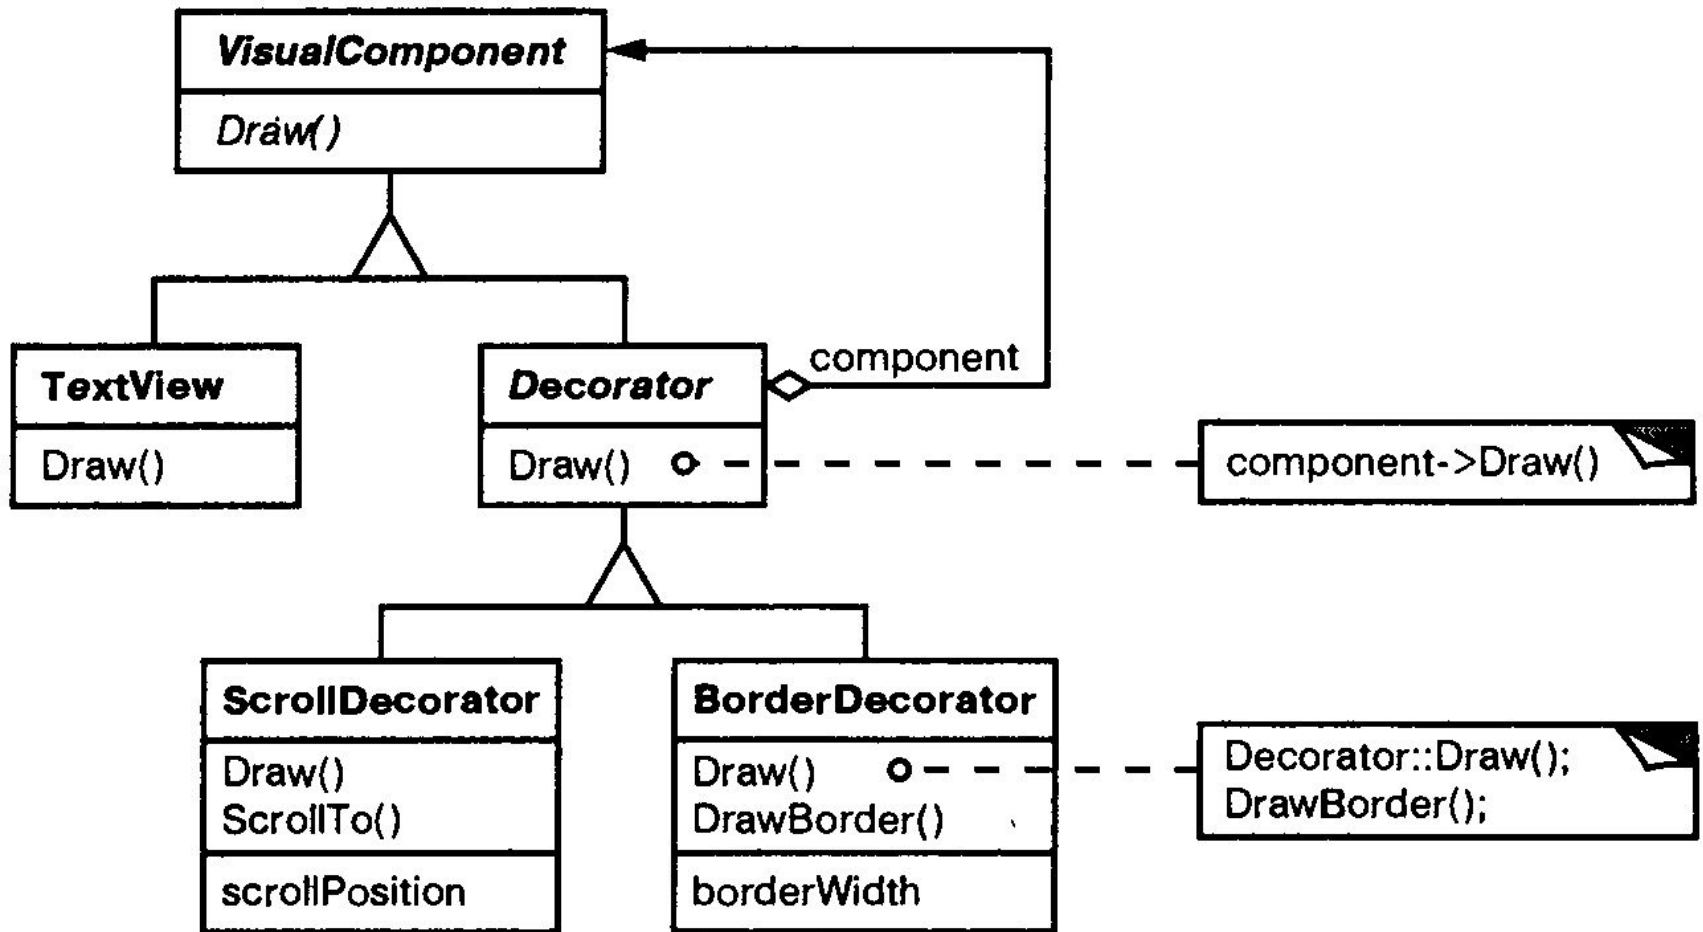 VisualComponent
Draw()
TextView
Draw()
Decorator
Draw()
component
component->Draw()
ScrollDecorator
Draw()
ScrollTo()
scrollPosition
BorderDecorator
Draw()
DrawBorder()
borderWidth
Decorator::Draw();
DrawBorder();